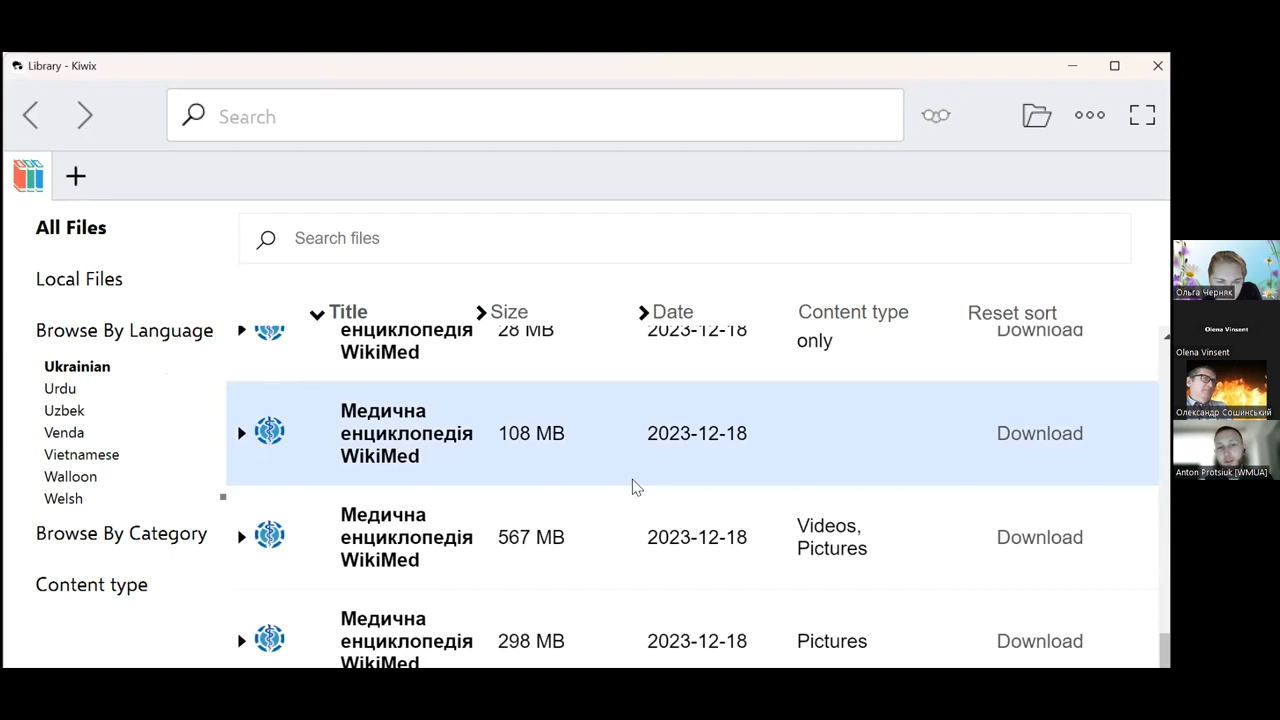 Library - Kiwix
Search
All Files
Search files
Local Files
Title
Size
Date
Content type
Reset sort
Browse By Language
енциклопедія
WikiMed
28 MB
2023-12-18
only
Download
Ukrainian
Urdu
Uzbek
Venda
Vietnamese
Walloon
Welsh
Медична
енциклопедія
WikiMed
108 MB
2023-12-18
Download
Browse By Category
Медична
енциклопедія
WikiMed
567 MB
2023-12-18
Videos,
Pictures
Download
Content type
Медична
енциклопедія
WikiMed
298 MB
2023-12-18
Pictures
Download
Ольга Черняк
Olena Vinsent
Olena Vinsent
Олександр Сошинський
Anton Protsiuk [WMUA]